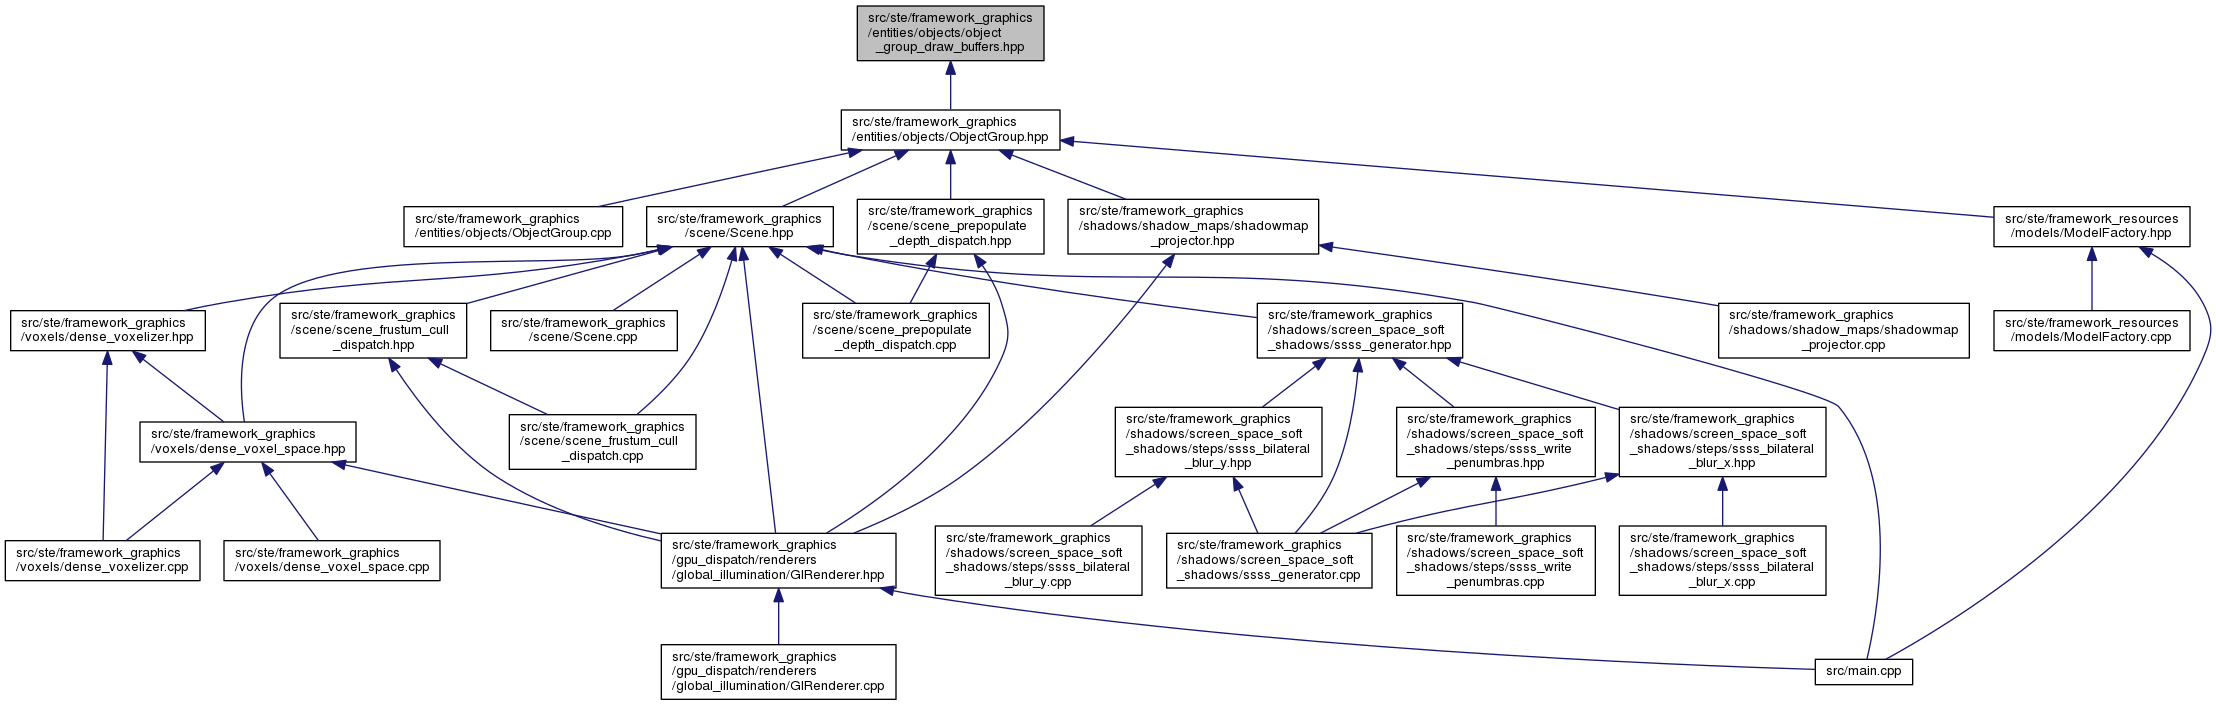 src/ste/framework_graphics
/entities/objects/object
_group_draw_buffers.hpp
src/ste/framework_graphics
/entities/objects/ObjectGroup.hpp
src/ste/framework_graphics
/entities/objects/ObjectGroup.cpp
src/ste/framework_graphics
/scene/Scene.hpp
src/ste/framework_graphics
/scene/scene_prepopulate
_depth_dispatch.hpp
src/ste/framework_graphics
/shadows/shadow_maps/shadowmap
_projector.hpp
src/ste/framework_resources
/models/ModelFactory.hpp
src/ste/framework_graphics
/voxels/dense_voxelizer.hpp
src/ste/framework_graphics
/scene/scene_frustum_cull
_dispatch.hpp
src/ste/framework_graphics
/scene/Scene.cpp
src/ste/framework_graphics
/scene/scene_prepopulate
_depth_dispatch.cpp
src/ste/framework_graphics
/shadows/screen_space_soft
_shadows/ssss_generator.hpp
src/ste/framework_graphics
/shadows/shadow_maps/shadowmap
_projector.cpp
src/ste/framework_resources
/models/ModelFactory.cpp
src/ste/framework_graphics
/voxels/dense_voxel_space.hpp
src/ste/framework_graphics
/scene/scene_frustum_cull
_dispatch.cpp
src/ste/framework_graphics
/shadows/screen_space_soft
_shadows/steps/ssss_bilateral
_blur_y.hpp
src/ste/framework_graphics
/shadows/screen_space_soft
_shadows/steps/ssss_write
_penumbras.hpp
src/ste/framework_graphics
/shadows/screen_space_soft
_shadows/steps/ssss_bilateral
_blur_x.hpp
src/ste/framework_graphics
/voxels/dense_voxelizer.cpp
src/ste/framework_graphics
/voxels/dense_voxel_space.cpp
src/ste/framework_graphics
/gpu_dispatch/renderers
/global_illumination/GIRenderer.hpp
src/ste/framework_graphics
/shadows/screen_space_soft
_shadows/steps/ssss_bilateral
_blur_y.cpp
src/ste/framework_graphics
/shadows/screen_space_soft
_shadows/ssss_generator.cpp
src/ste/framework_graphics
/shadows/screen_space_soft
_shadows/steps/ssss_write
_penumbras.cpp
src/ste/framework_graphics
/shadows/screen_space_soft
_shadows/steps/ssss_bilateral
_blur_x.cpp
src/ste/framework_graphics
/gpu_dispatch/renderers
/global_illumination/GIRenderer.cpp
src/main.cpp